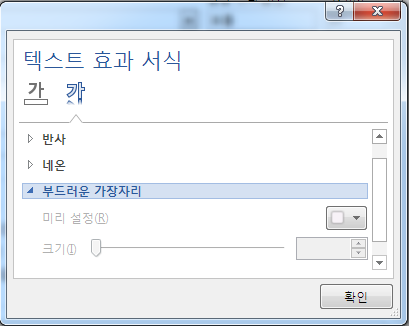 텍스트 효과 서식
가 가
반사
네온
부드러운 가장자리
미리 설정(R)
크기(I)
확인